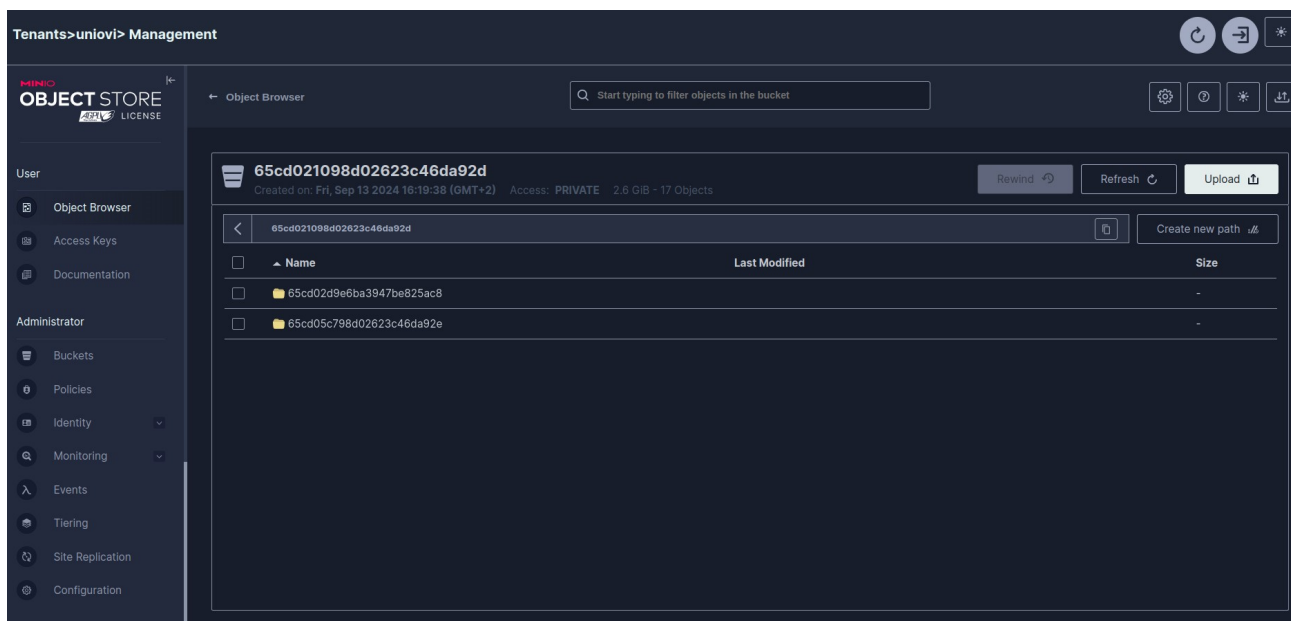 Tenants>uniovi> Management
MINIO
OBJECT STORE
AGPLv3 LICENSE
← Object Browser
Start typing to filter objects in the bucket
User
Object Browser
Access Keys
Documentation
Administrator
Buckets
Policies
Identity
Monitoring
Events
Tiering
Site Replication
Configuration
65cd021098d02623c46da92d
Created on: Fri, Sep 13 2024 16:19:38 (GMT+2) Access: PRIVATE 2.6 GiB - 17 Objects
Rewind Refresh Upload
65cd021098d02623c46da92d
Create new path
Name Last Modified Size
65cd02d9e6ba3947be825ac8 -
65cd05c798d02623c46da92e -